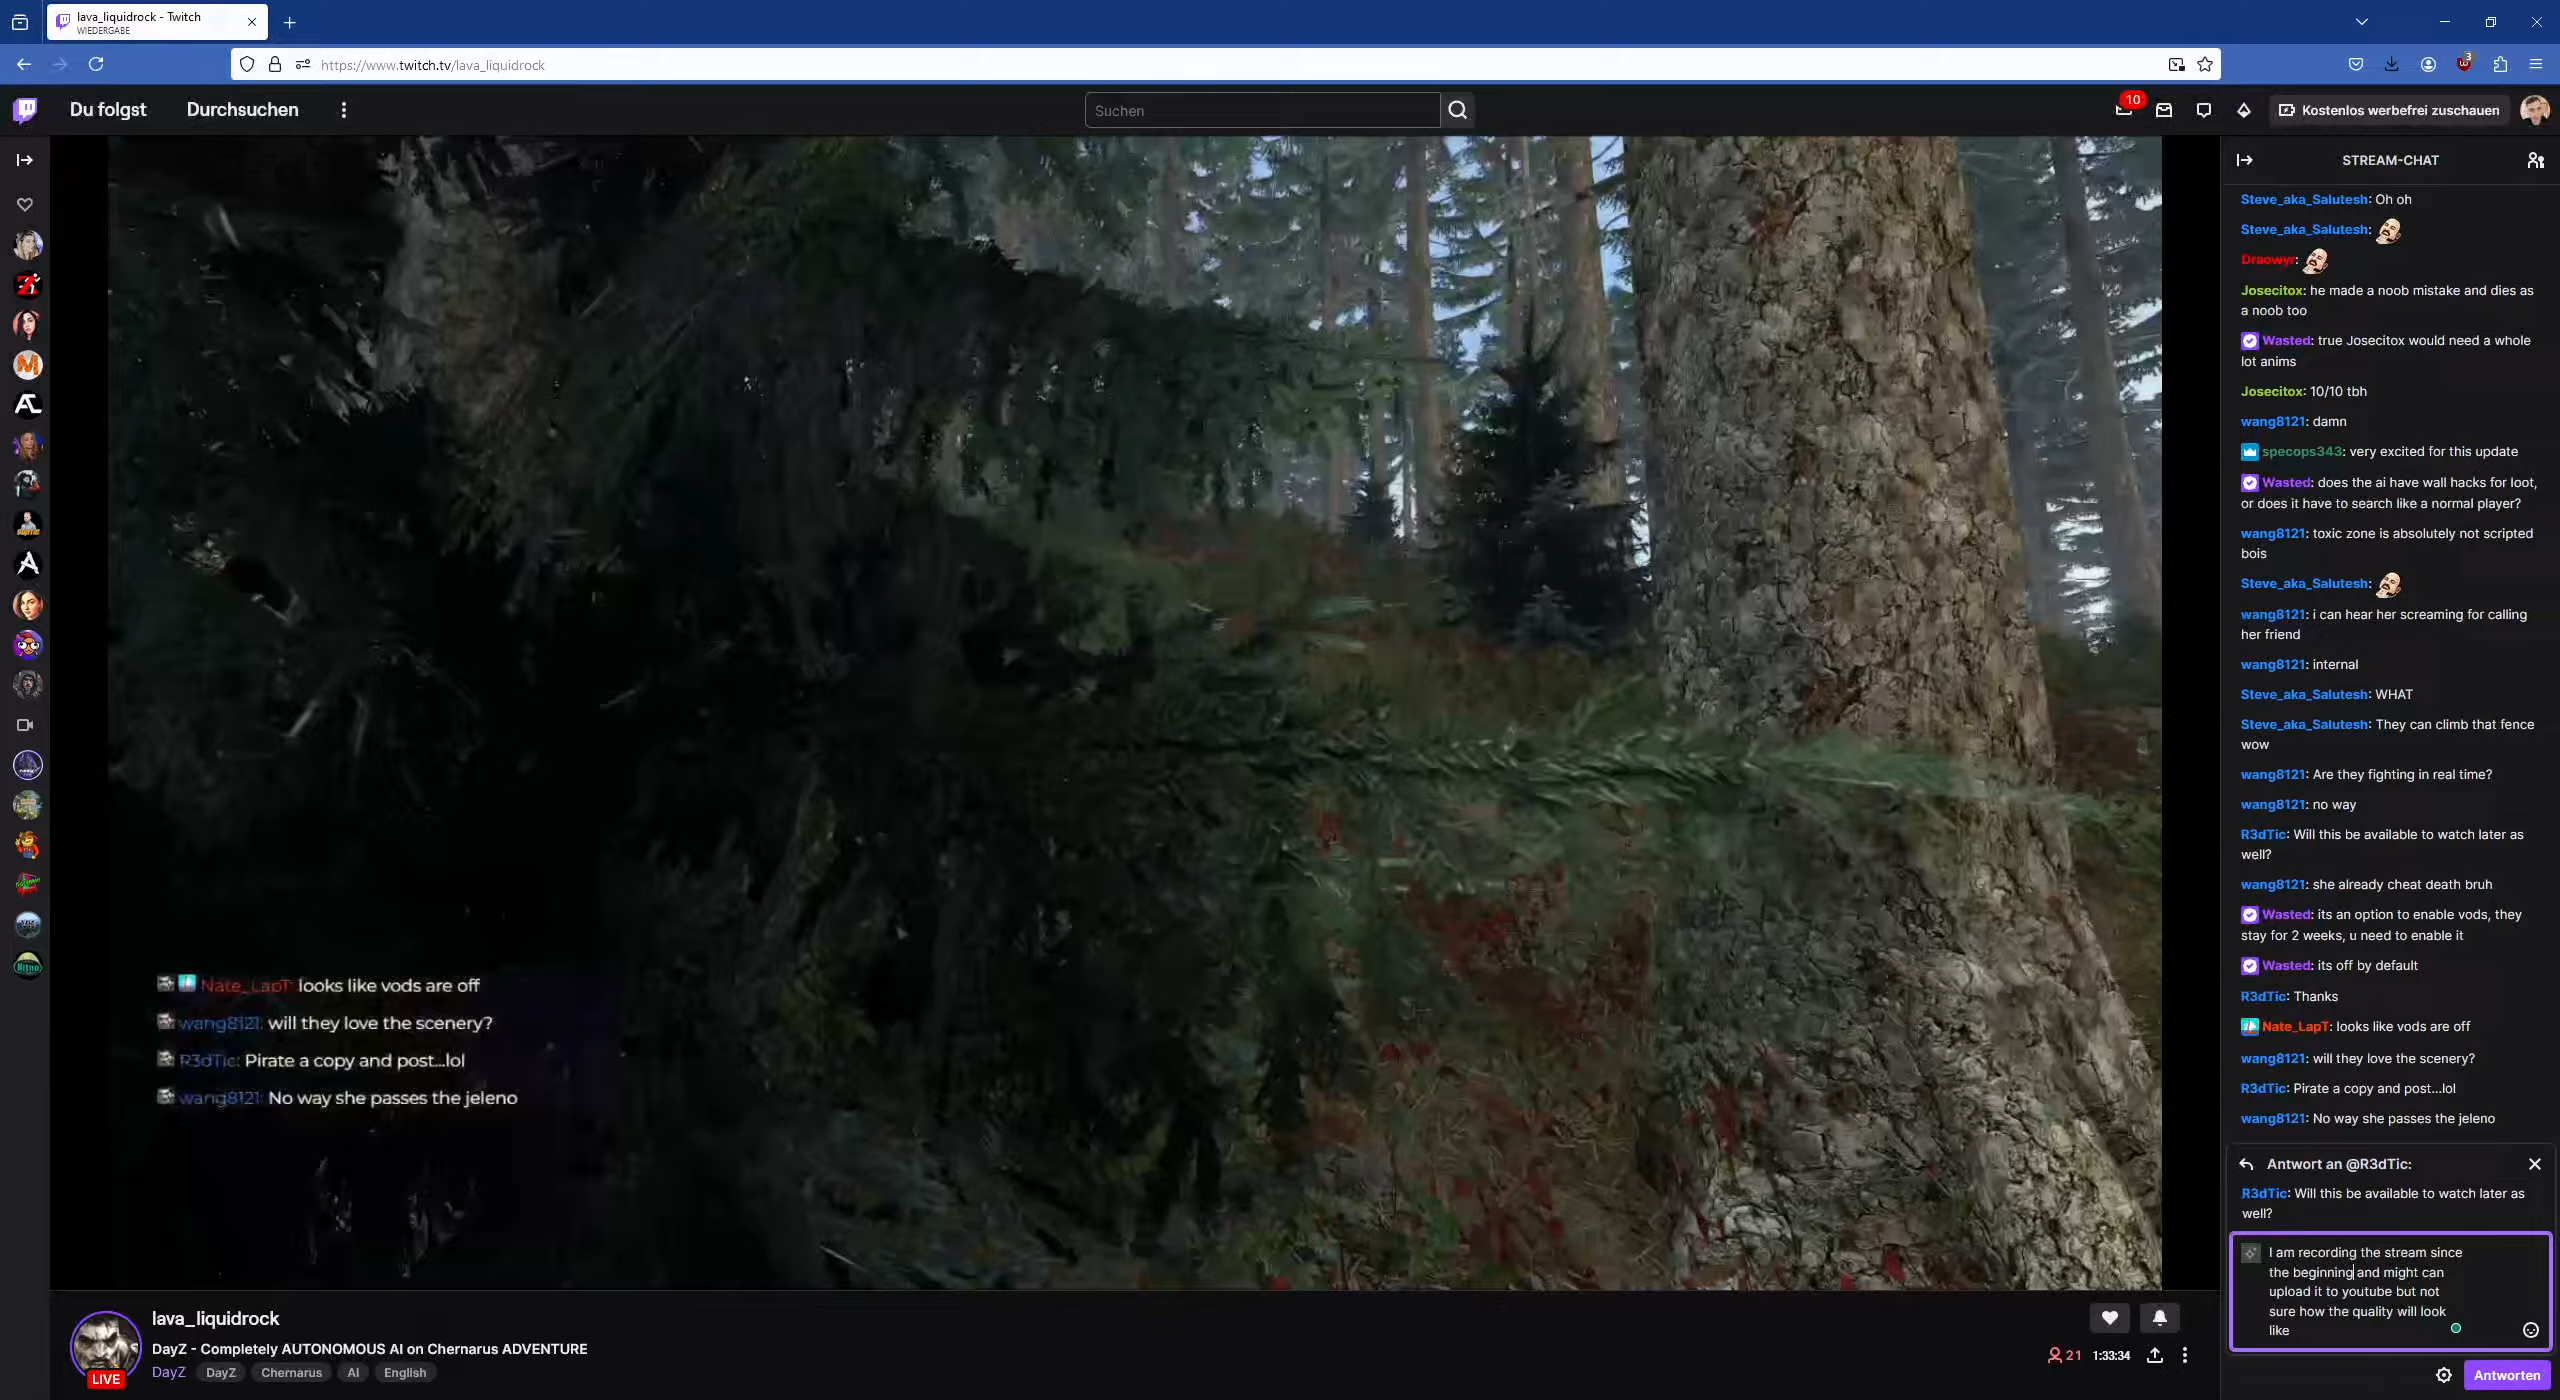 lava_liquidrock - Twitch
WIEDERGABE
https://www.twitch.tv/lava_liquidrock
3
Du folgst
Durchsuchen
Suchen
10
Kostenlos werbefrei zuschauen
STREAM-CHAT
Steve_aka_Salutesh: Oh oh
Steve_aka_Salutesh:
Draowyr:
Josecitox: he made a noob mistake and dies as
a noob too
Wasted: true Josecitox would need a whole
lot anims
Josecitox: 10/10 tbh
wang8121: damn
specops343: very excited for this update
Wasted: does the ai have wall hacks for loot,
or does it have to search like a normal player?
wang8121: toxic zone is absolutely not scripted
bois
Steve_aka_Salutesh:
wang8121: i can hear her screaming for calling
her friend
wang8121: internal
Steve_aka_Salutesh: WHAT
Steve_aka_Salutesh: They can climb that fence
wow
wang8121: Are they fighting in real time?
wang8121: no way
R3dTic: Will this be available to watch later as
well?
wang8121: she already cheat death bruh
Wasted: its an option to enable vods, they
stay for 2 weeks, u need to enable it
Wasted: its off by default
R3dTic: Thanks
Nate_LapT: looks like vods are off
wang8121: will they love the scenery?
R3dTic: Pirate a copy and post...lol
wang8121: No way she passes the jeleno
Antwort an @R3dTic:
R3dTic: Will this be available to watch later as
well?
I am recording the stream since
the beginning and might can
upload it to youtube but not
sure how the quality will look
like
Antworten
Nate_LapT: looks like vods are off
wang8121: will they love the scenery?
R3dTic: Pirate a copy and post...lol
wang8121: No way she passes the jeleno
LIVE
lava_liquidrock
DayZ - Completely AUTONOMOUS AI on Chernarus ADVENTURE
DayZ DayZ Chernarus AI English
21 1:33:34